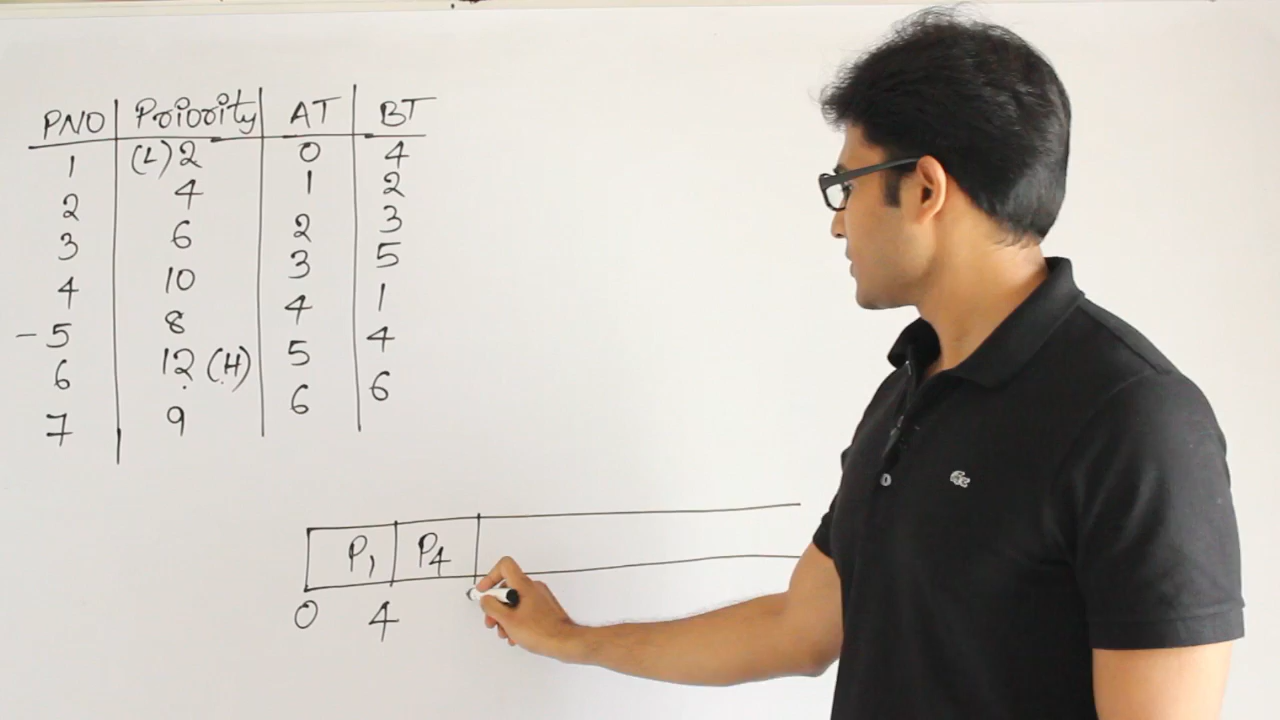 PNO Priority AT BT
1 (L) 2 0 4
2 4 1 2
3 6 2 3
4 10 3 5
- 5 8 4 1
6 12 (H) 5 4
7 9 6 6
P1 P4
0 4